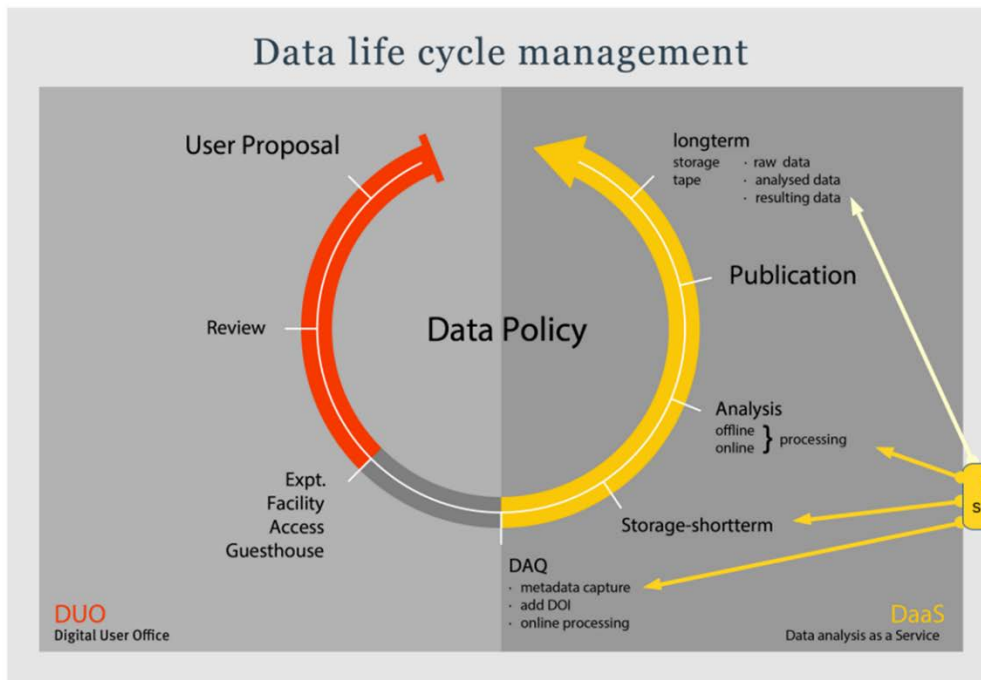 Data life cycle management
User Proposal
Review
Expt.
Facility
Access
Guesthouse
DUO
Digital User Office
Data Policy
longterm
storage · raw data
tape · analysed data
· resulting data
Publication
Analysis
offline
online } processing
Storage-shortterm
DAQ
· metadata capture
· add DOI
· online processing
DaaS
Data analysis as a Service